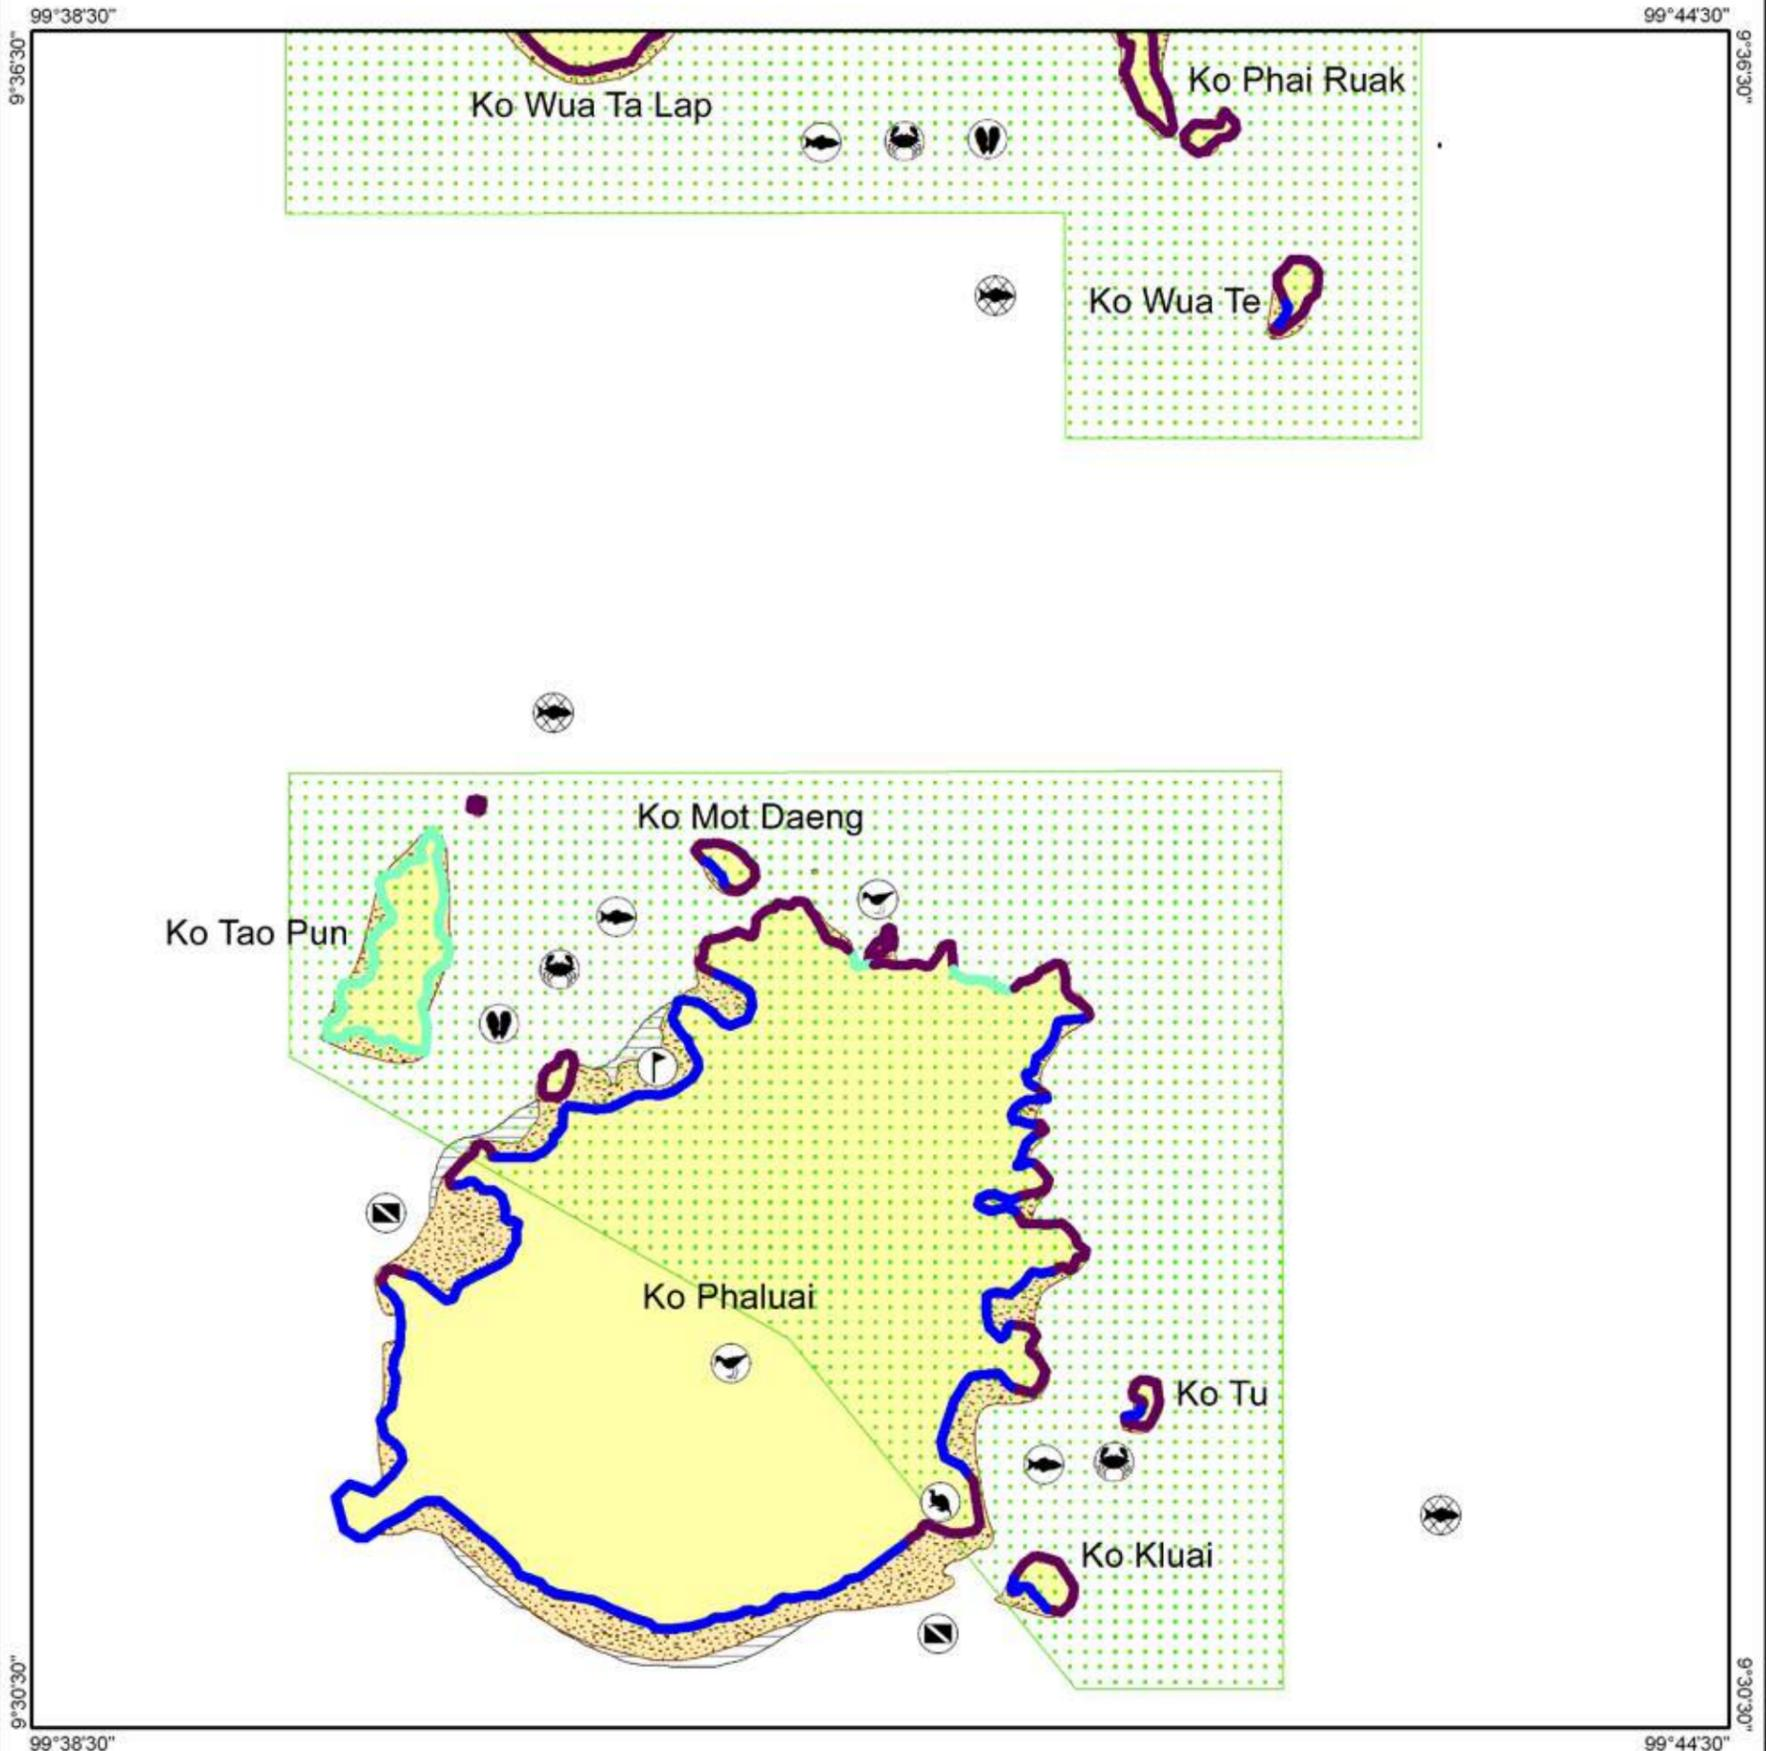 99°38'30"
99°44'30"
9°36'30"
9°36'30"
Ko Phai Ruak
Ko Wua Ta Lap
Ko Wua Te
Ko Mot Daeng
Ko Tao Pun
Ko Phaluai
Ko Tu
Ko Kluai
9°30'30"
9°30'30"
99°38'30"
99°44'30"